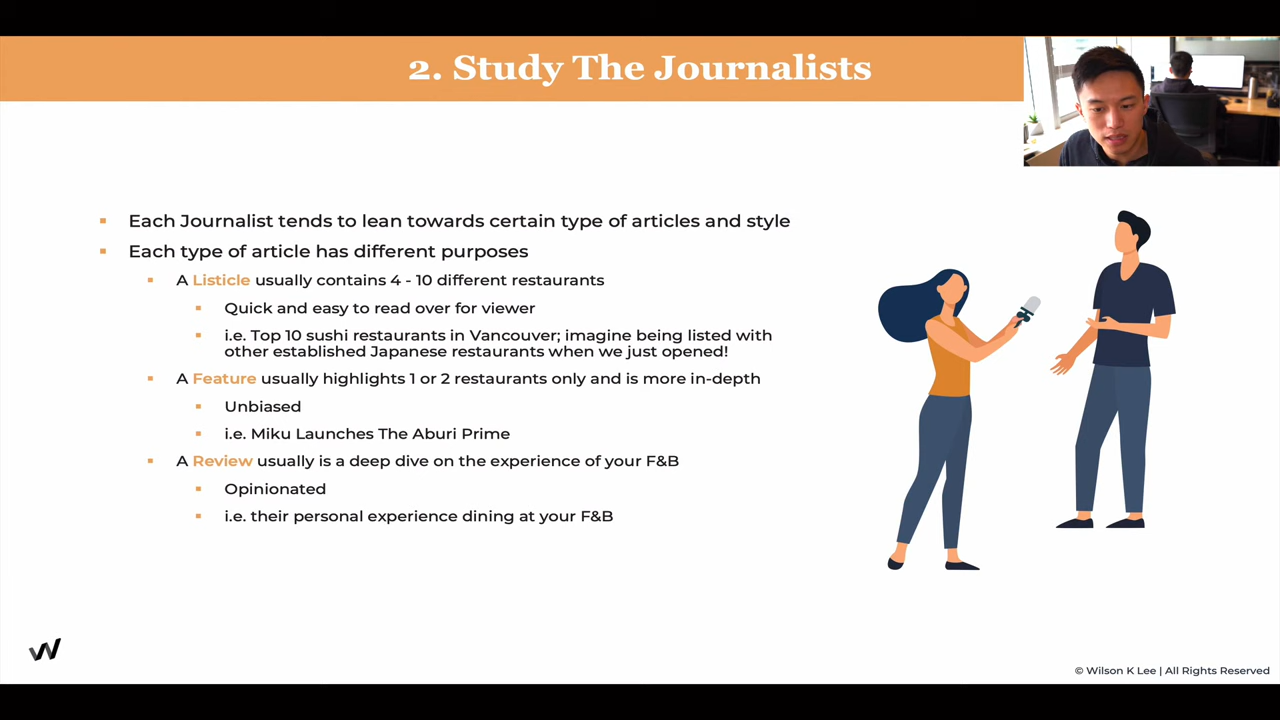 2. Study The Journalists
Each Journalist tends to lean towards certain type of articles and style
Each type of article has different purposes
A Listicle usually contains 4 - 10 different restaurants
Quick and easy to read over for viewer
i.e. Top 10 sushi restaurants in Vancouver; imagine being listed with
other established Japanese restaurants when we just opened!
A Feature usually highlights 1 or 2 restaurants only and is more in-depth
Unbiased
i.e. Miku Launches The Aburi Prime
A Review usually is a deep dive on the experience of your F&B
Opinionated
i.e. their personal experience dining at your F&B
W
© Wilson K Lee | All Rights Reserved